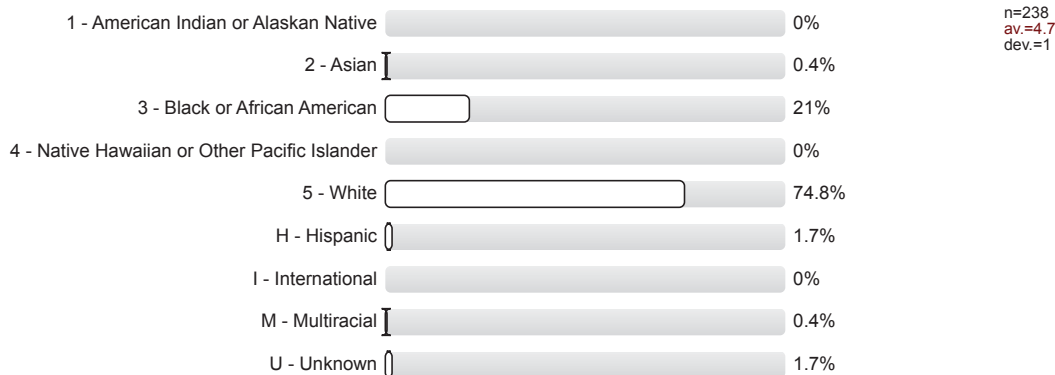 1 - American Indian or Alaskan Native 0%
n=238
av.=4.7
dev.=1
2 - Asian 0.4%
3 - Black or African American 21%
4 - Native Hawaiian or Other Pacific Islander 0%
5 - White 74.8%
H - Hispanic 1.7%
I - International 0%
M - Multiracial 0.4%
U - Unknown 1.7%